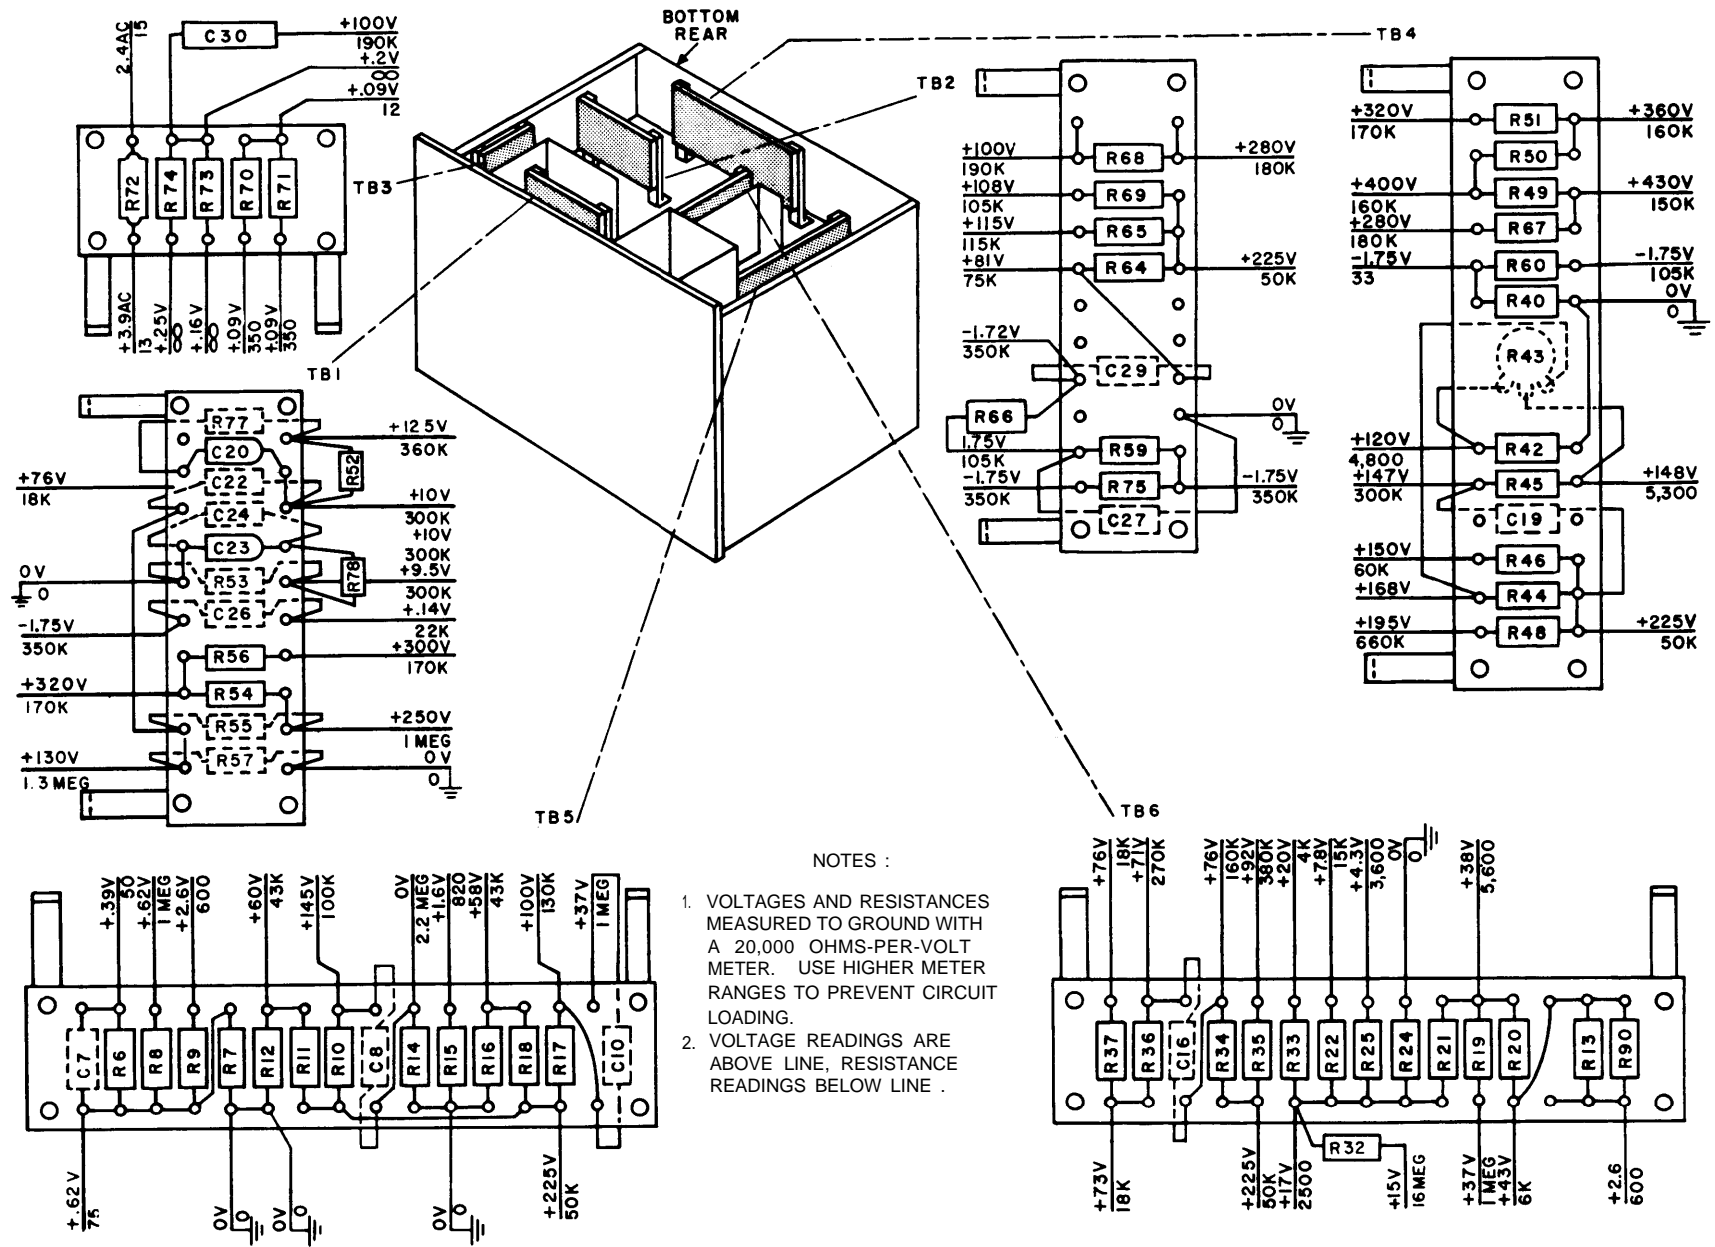 BOTTOM
REAR
TB4
TB2
TB3
TB1
TB5
TB6
2.4AC
15
C30
+100V
190K
+.2V
∞
+.09V
12
R72
R74
R73
R70
R71
+3.9AC
13
+.25V
∞
+.16V
∞
+.09V
350
+.09V
350
R77
C20
C22
C24
C23
R53
C26
R56
R54
R55
R57
R52
R78
+76V
18K
0V
0
-1.75V
350K
+320V
170K
+130V
1.3 MEG
+125V
360K
+10V
300K
+10V
300K
+9.5V
300K
+.14V
22K
+300V
170K
+250V
1 MEG
0V
0
+100V
190K
+108V
105K
+115V
115K
+81V
75K
-1.72V
350K
R66
1.75V
105K
-1.75V
350K
R68
R69
R65
R64
C29
R59
R75
C27
+280V
180K
+225V
50K
0V
0
-1.75V
350K
+320V
170K
+400V
160K
+280V
180K
-1.75V
33
+120V
4,800
+147V
300K
+150V
60K
+168V
+195V
660K
R51
R50
R49
R67
R60
R40
R43
R42
R45
C19
R46
R44
R48
+360V
160K
+430V
150K
-1.75V
105K
0V
0
+148V
5,300
+225V
50K
+.39V
50
+.62V
1 MEG
+2.6V
600
+60V
43K
+145V
100K
0V
2.2 MEG
+1.6V
820
+58V
43K
+100V
130K
+37V
1 MEG
C7
R6
R8
R9
R7
R12
R11
R10
C8
R14
R15
R16
R18
R17
C10
+.62V
75
0V
0
0V
0
0V
0
+225V
50K
NOTES :
1. VOLTAGES AND RESISTANCES
MEASURED TO GROUND WITH
A 20,000 OHMS-PER-VOLT
METER. USE HIGHER METER
RANGES TO PREVENT CIRCUIT
LOADING.
2. VOLTAGE READINGS ARE
ABOVE LINE, RESISTANCE
READINGS BELOW LINE .
+76V
18K
+71V
270K
+76V
160K
+92V
380K
+20V
4K
+7.8V
15K
+4.3V
3,600
0V
0
+38V
5,600
R37
R36
C16
R34
R35
R33
R22
R25
R24
R21
R19
R20
R13
R90
R32
+73V
18K
+225V
50K
+17V
2500
+15V
16MEG
+37V
1 MEG
+43V
6K
+2.6
600